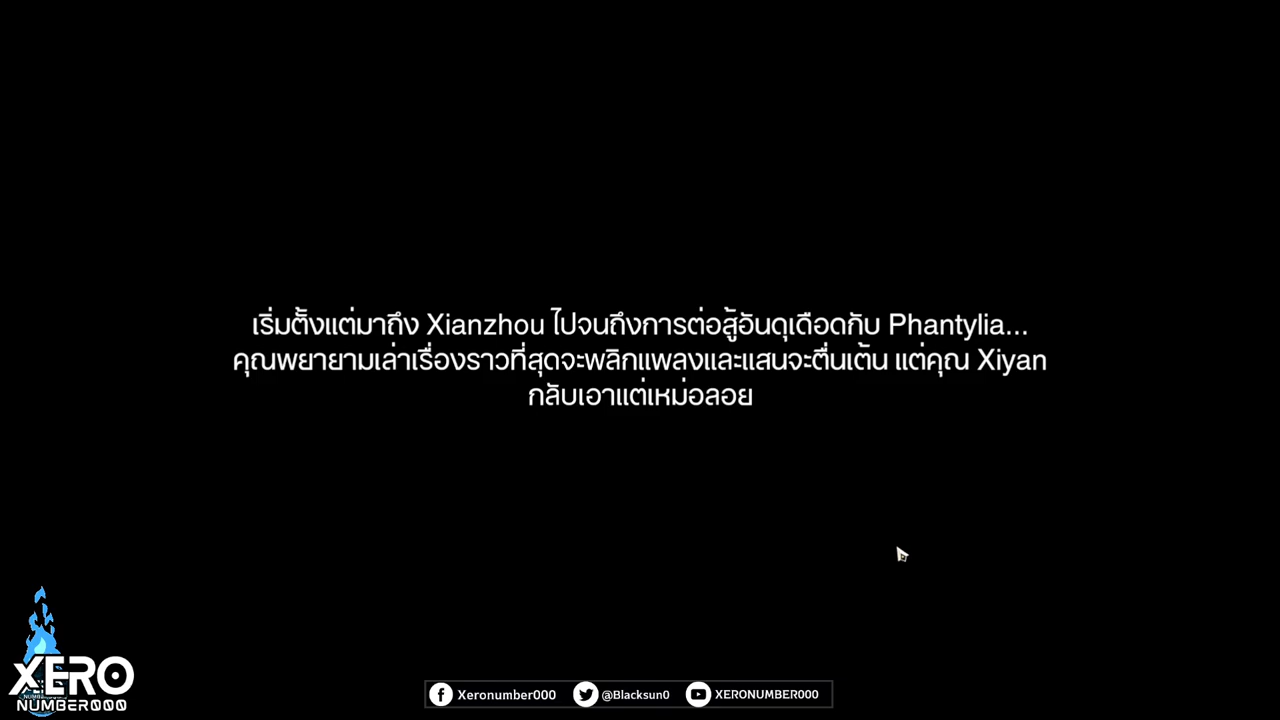 เริ่มตั้งแต่มาถึง Xianzhou ไปจนถึงการต่อสู้อันดุเดือดกับ Phantylia...
คุณพยายามเล่าเรื่องราวที่สุดจะพลิกแพลงและแสนจะตื่นเต้น แต่คุณ Xiyan
กลับเอาแต่เหม่อลอย
XERO
NUMBER000
Xeronumber000 @Blacksun0 XERONUMBER000